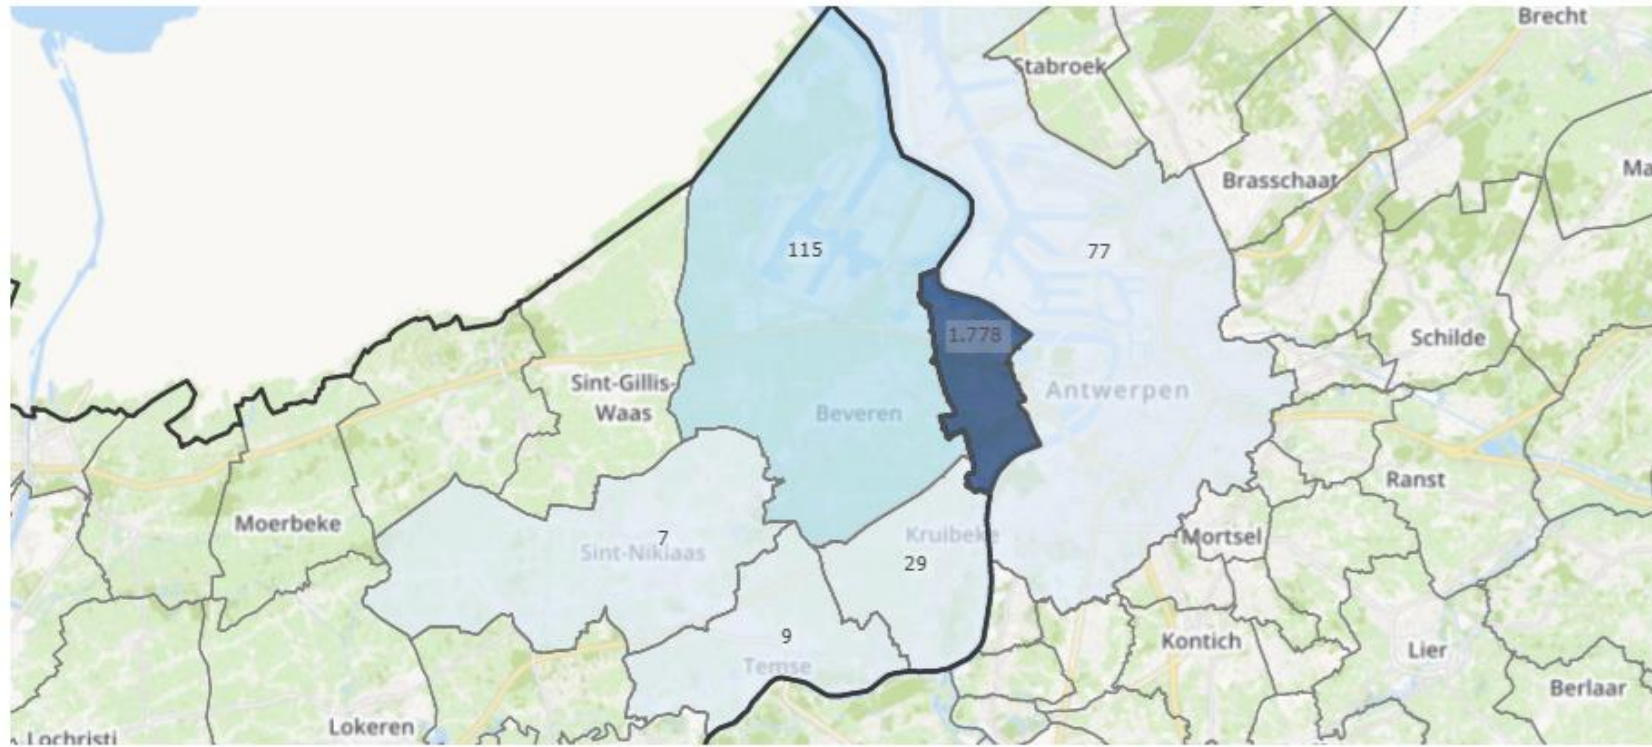 Brecht
Stabroek
Ma
Brasschaat
115
77
1.778
Schilde
Sint-Gillis-
Waas
Beveren
Antwerpen
Ranst
Moerbeke
7
Sint-Niklaas
Kruibeke
29
Mortsel
9
Temse
Kontich
Lier
Berlaar
Lokeren
Lochristi